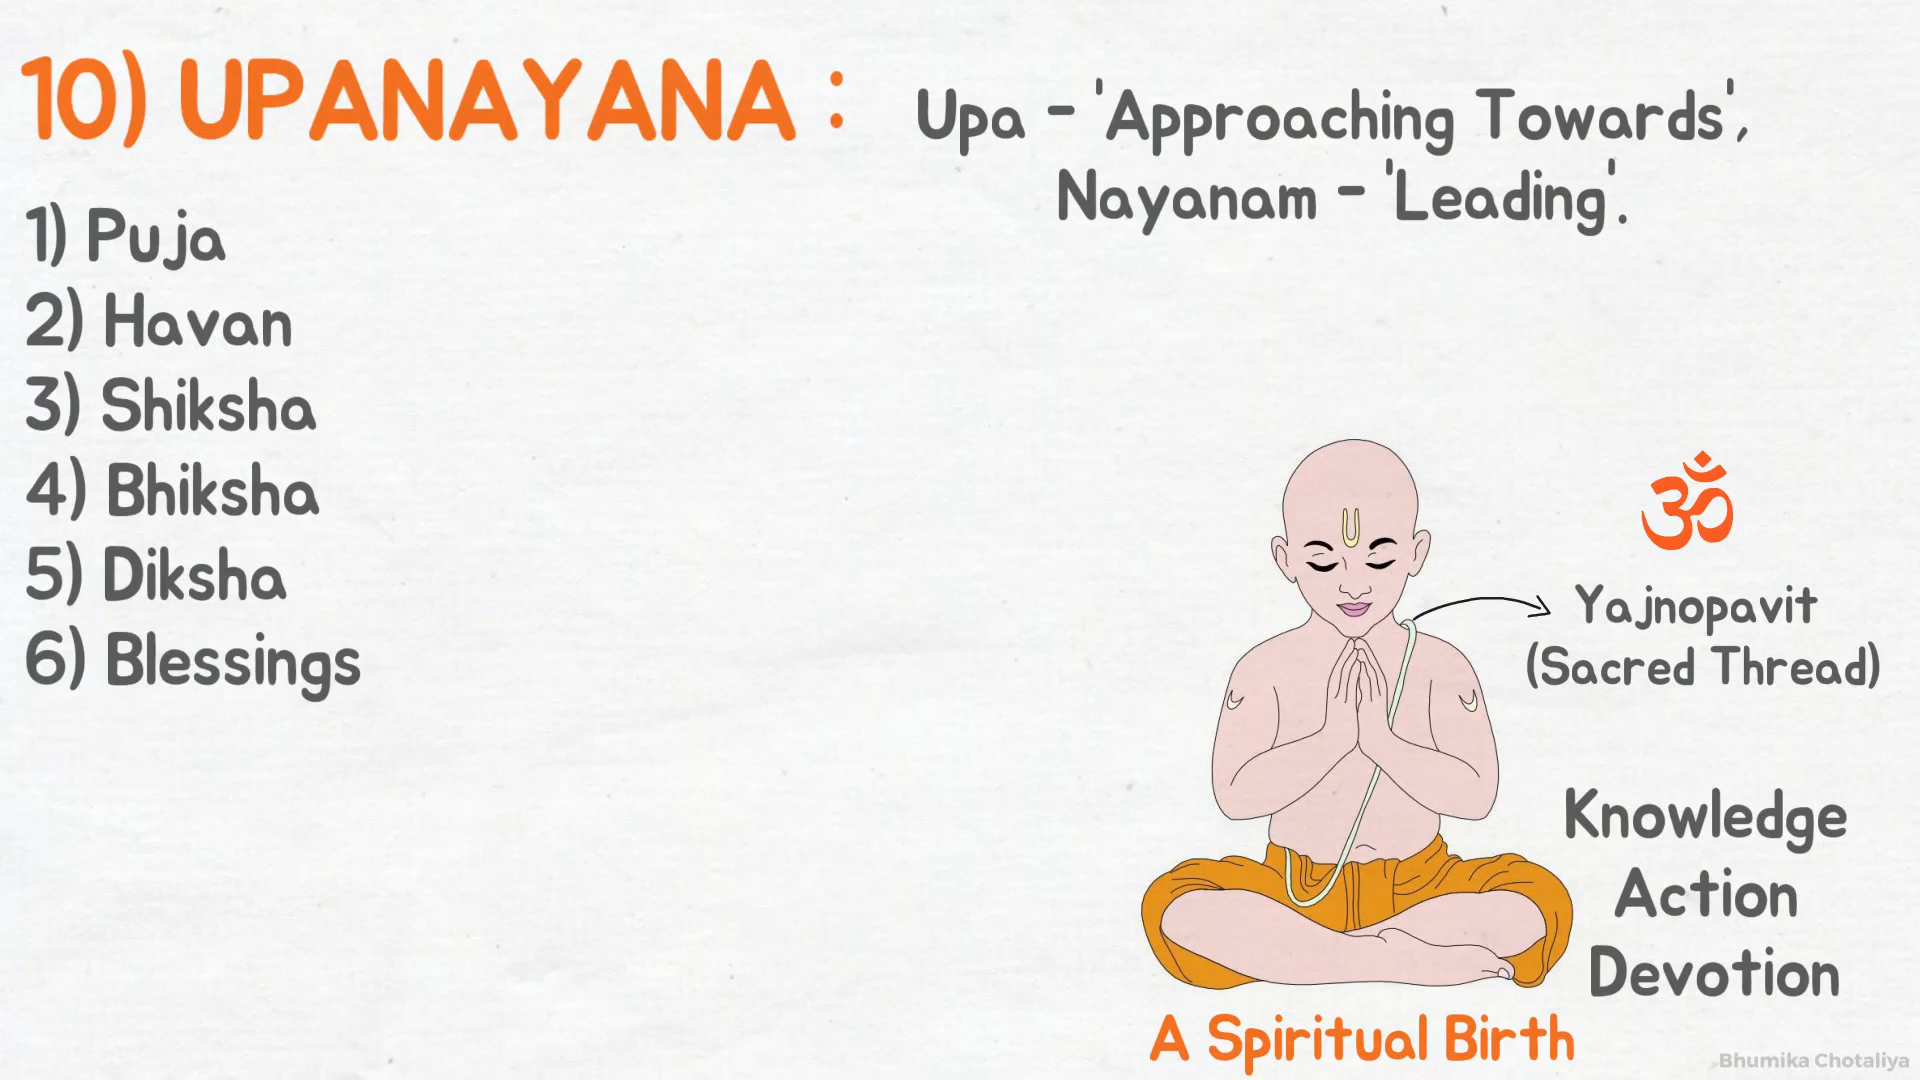 10) UPANAYANA :
Upa - 'Approaching Towards',
Nayanam - 'Leading'.
1) Puja
2) Havan
3) Shiksha
4) Bhiksha
5) Diksha
6) Blessings
ॐ
Yajnopavit
(Sacred Thread)
Knowledge
Action
Devotion
A Spiritual Birth
Bhumika Chotaliya